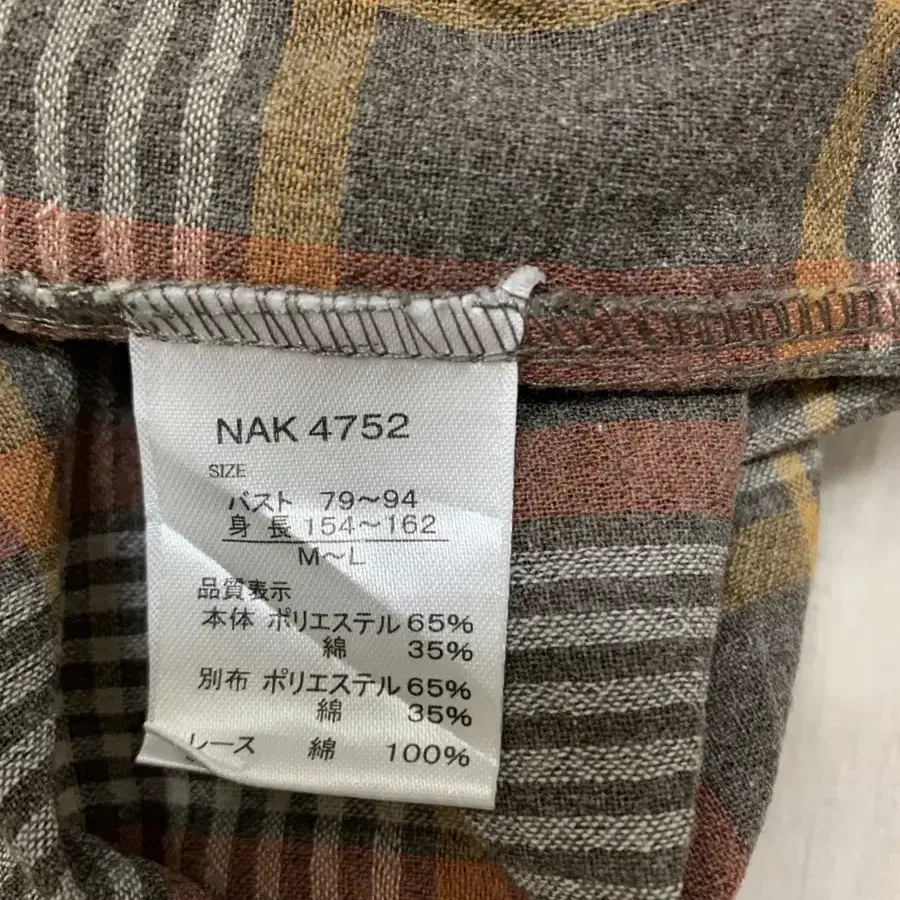 NAK 4752
SIZE
バスト 79～94
身長 154～162
M～L
品質表示
本体 ポリエステル 65%
綿 35%
別布 ポリエステル 65%
綿 35%
レース 綿 100%